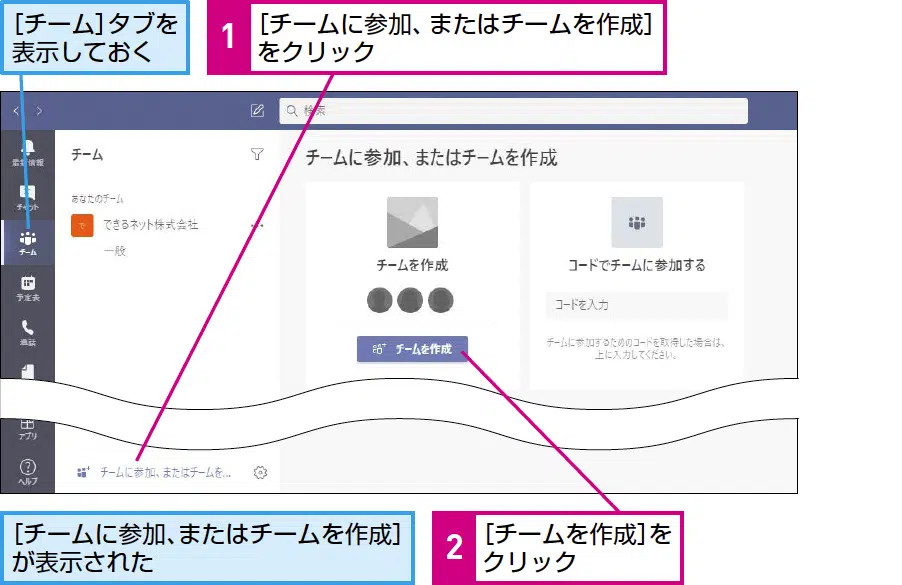 [チーム]タブを
表示しておく
1
[チームに参加、またはチームを作成]
をクリック
検索
最新情報
チャット
チーム
予定表
通話
アプリ
ヘルプ
チーム
あなたのチーム
で
できるネット株式会社
一般
チームに参加、またはチームを...
チームに参加、またはチームを作成
チームを作成
チームを作成
コードでチームに参加する
コードを入力
チームに参加するためのコードを取得した場合は、
上に入力してください。
[チームに参加、またはチームを作成]
が表示された
2
[チームを作成]を
クリック